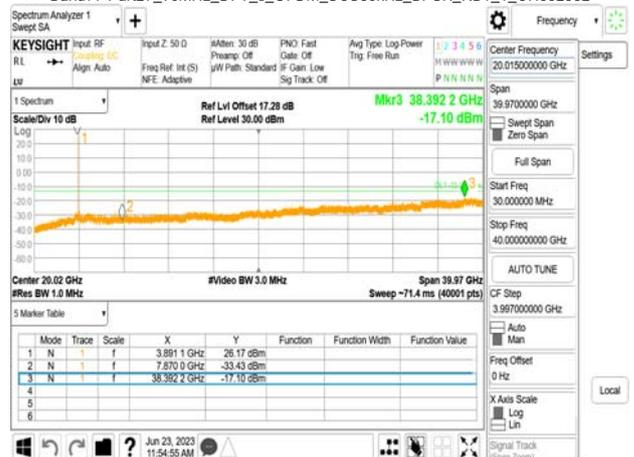 Spectrum Analyzer 1
Swept SA
Frequency
KEYSIGHT
Input: RF
Coupling: DC
Align: Auto
Input Z: 50 Ω
Freq Ref: Int (S)
NFE: Adaptive
#Atten: 30 dB
Preamp: Off
µW Path: Standard
PNO: Fast
Gate: Off
IF Gain: Low
Sig Track: Off
Avg Type: Log-Power
Trig: Free Run
1 2 3 4 5 6
M W W W W W
P N N N N N
RL
LV
1 Spectrum
Scale/Div 10 dB
Ref Lvl Offset 17.28 dB
Ref Level 30.00 dBm
Mkr3 38.392 2 GHz
-17.10 dBm
Log
20.0
10.0
0.00
-10.0
-20.0
-30.0
-40.0
-50.0
-60.0
1
2
3
Center 20.02 GHz
#Res BW 1.0 MHz
#Video BW 3.0 MHz
Span 39.97 GHz
Sweep ~71.4 ms (40001 pts)
5 Marker Table
Mode Trace Scale X Y Function Function Width Function Value
1 N 1 f 3.891 1 GHz 26.17 dBm
2 N 1 f 7.870 0 GHz -33.43 dBm
3 N 1 f 38.392 2 GHz -17.10 dBm
4
5
6
? Jun 23, 2023
11:54:55 AM
Center Frequency
20.015000000 GHz
Settings
Span
39.9700000 GHz
Swept Span
Zero Span
Full Span
Start Freq
30.000000 MHz
Stop Freq
40.000000000 GHz
AUTO TUNE
CF Step
3.997000000 GHz
Auto
Man
Freq Offset
0 Hz
X Axis Scale
Log
Lin
Local
Signal Track